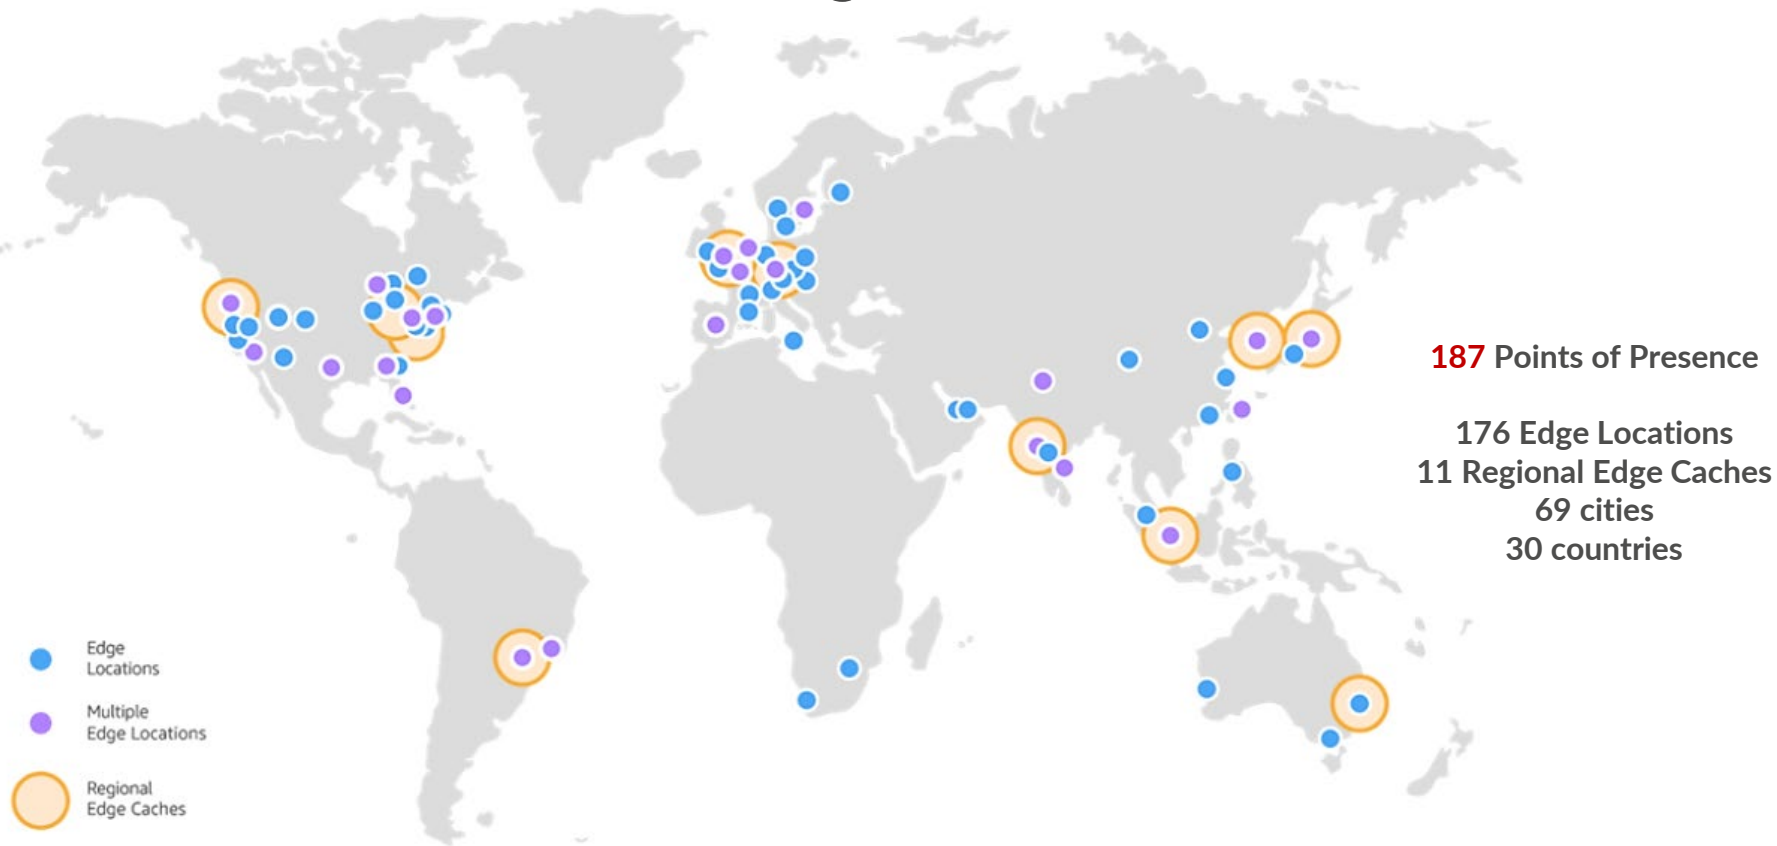 187 Points of Presence
176 Edge Locations
11 Regional Edge Caches
69 cities
30 countries
Edge
Locations
Multiple
Edge Locations
Regional
Edge Caches